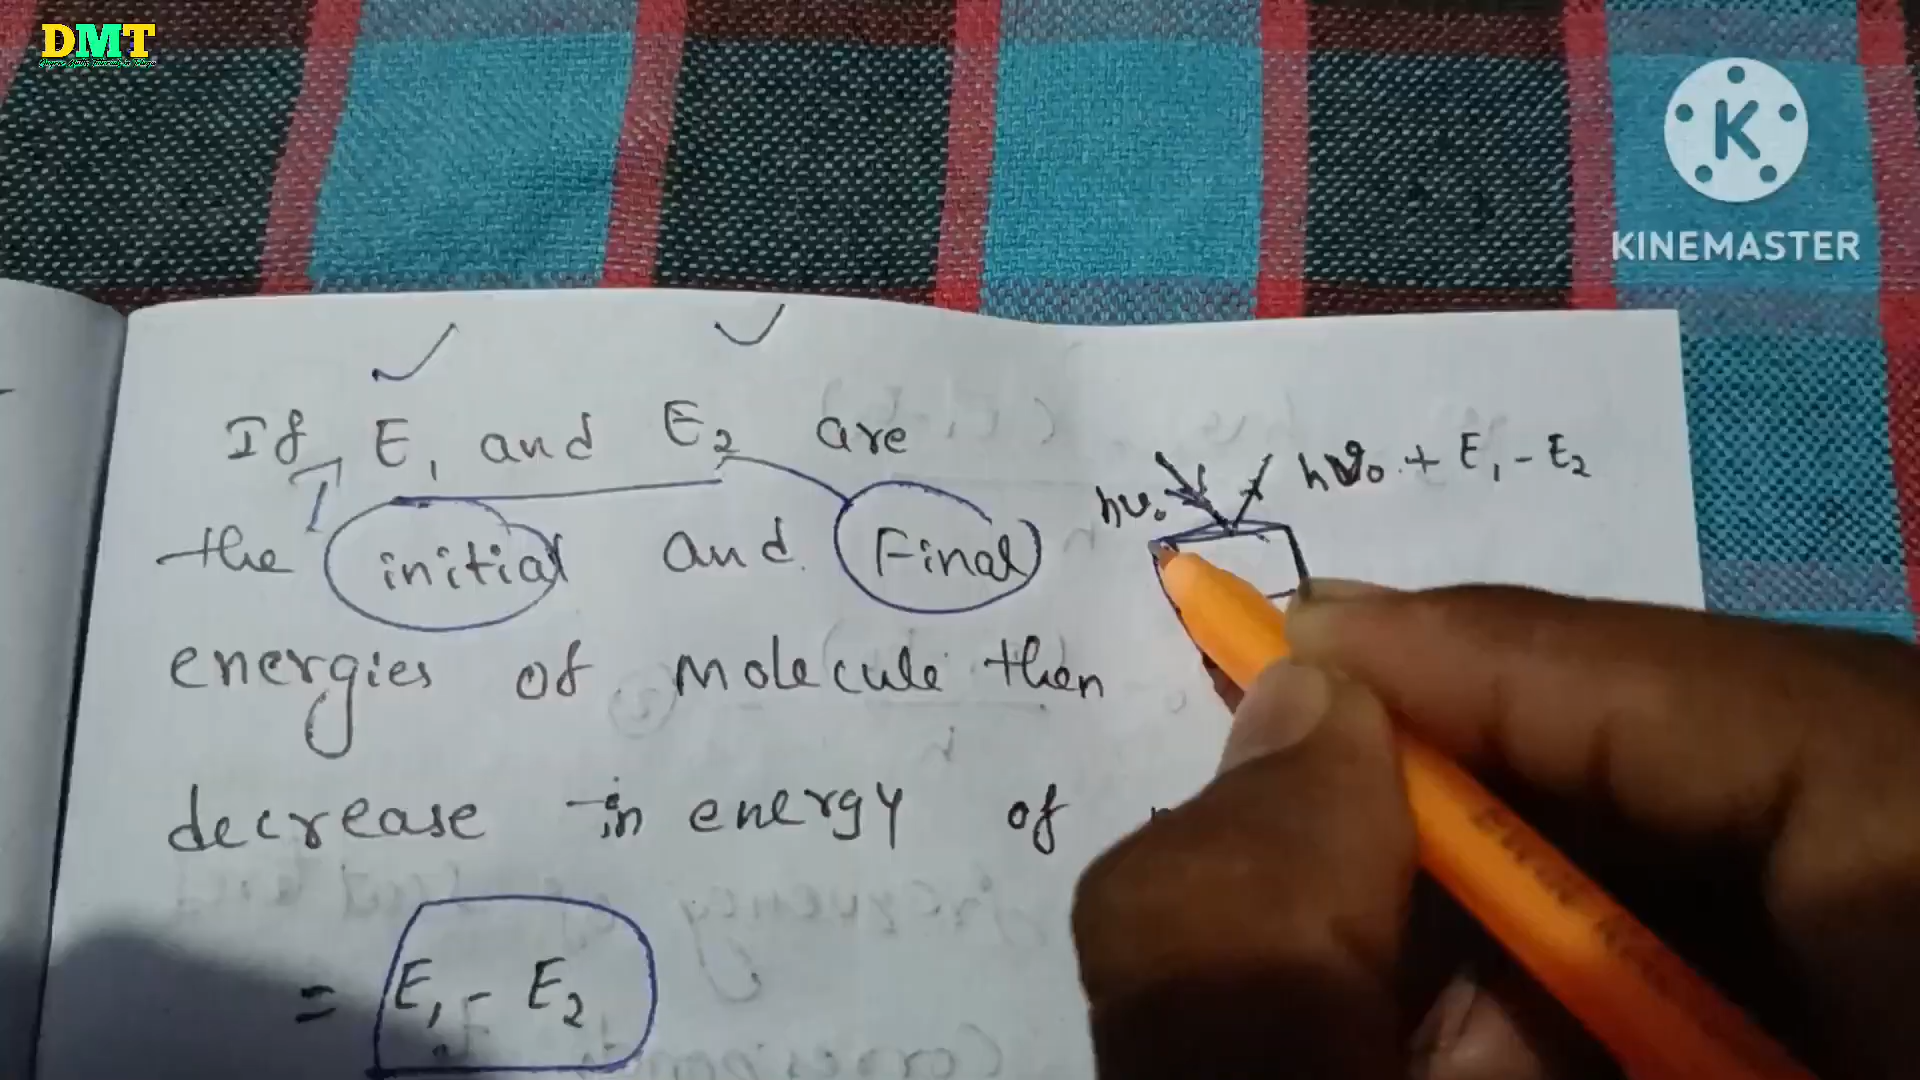 DMT
KINEMASTER
If E₁ and E₂ are
the initial and Final
energies of molecule then
decrease in energy of
= E₁ - E₂
hν₀
hν₀ + E₁ - E₂